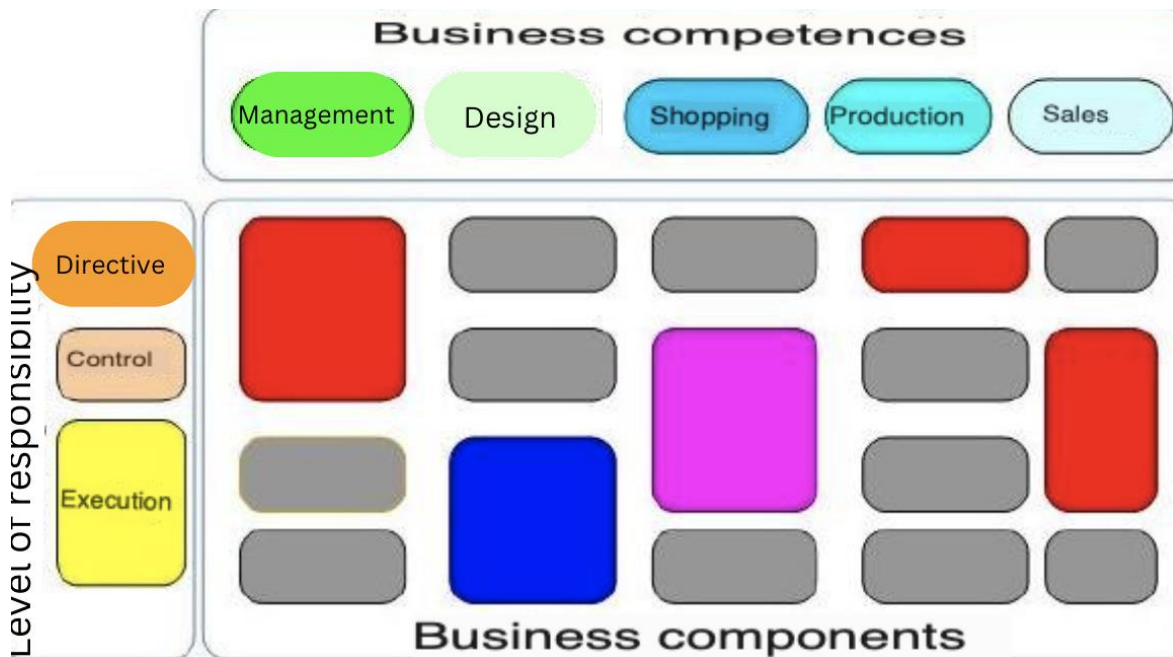 Business competences
Management
Design
Shopping
Production
Sales
Level of responsibility
Directive
Control
Execution
Business components